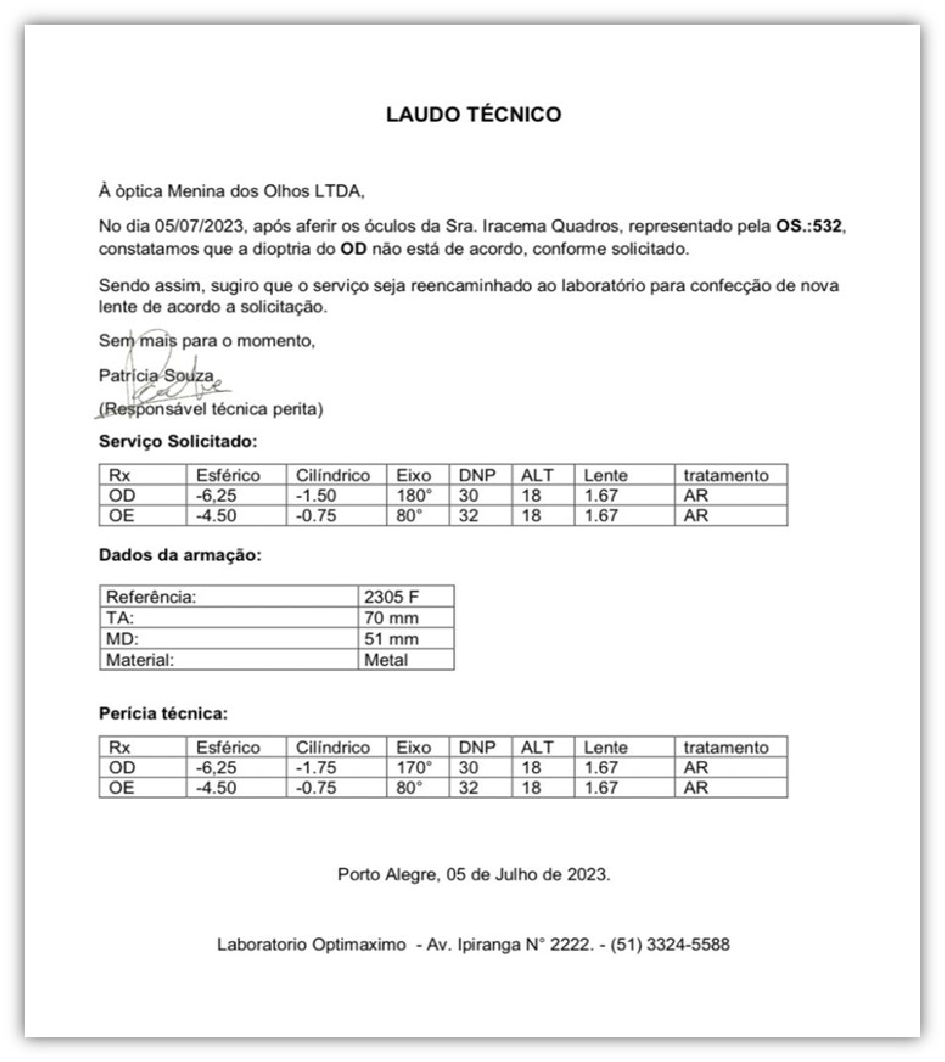 LAUDO TÉCNICO
À òptica Menina dos Olhos LTDA,
No dia 05/07/2023, após aferir os óculos da Sra. Iracema Quadros, representado pela OS.:532,
constatamos que a dioptria do OD não está de acordo, conforme solicitado.
Sendo assim, sugiro que o serviço seja reencaminhado ao laboratório para confecção de nova
lente de acordo a solicitação.
Sem mais para o momento,
Patrícia Souza
(Responsável técnica perita)
Serviço Solicitado:
Rx Esférico Cilíndrico Eixo DNP ALT Lente tratamento
OD -6,25 -1.50 180° 30 18 1.67 AR
OE -4.50 -0.75 80° 32 18 1.67 AR
Dados da armação:
Referência: 2305 F
TA: 70 mm
MD: 51 mm
Material: Metal
Perícia técnica:
Rx Esférico Cilíndrico Eixo DNP ALT Lente tratamento
OD -6,25 -1.75 170° 30 18 1.67 AR
OE -4.50 -0.75 80° 32 18 1.67 AR
Porto Alegre, 05 de Julho de 2023.
Laboratorio Optimaximo - Av. Ipiranga N° 2222. - (51) 3324-5588